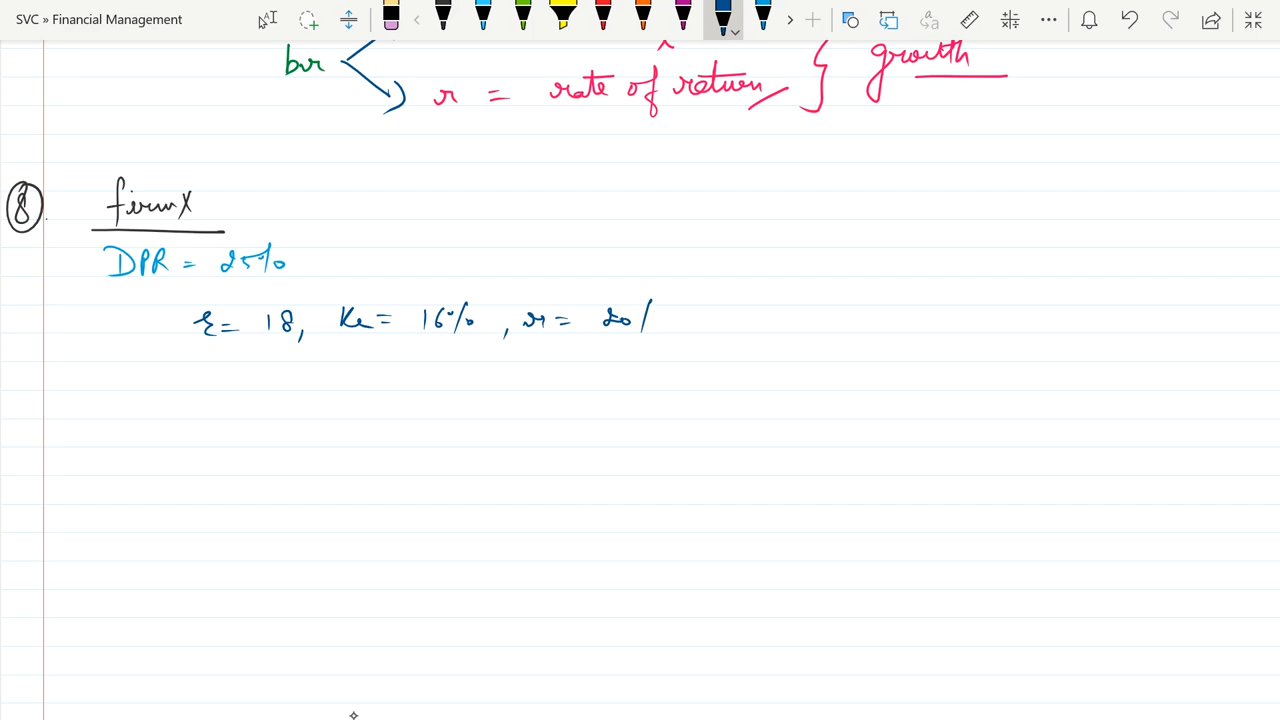 SVC » Financial Management
br
r = rate of return } growth
8. firm X
DPR = 25%
E = 18, Ke = 16%, r = 20/